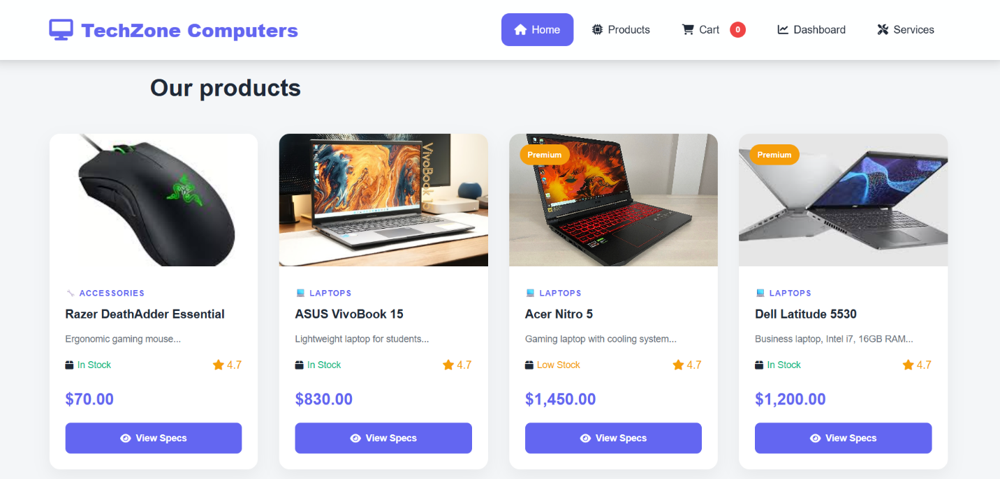 TechZone Computers
Home
Products
Cart 0
Dashboard
Services
Our products
ACCESSORIES
Razer DeathAdder Essential
Ergonomic gaming mouse...
In Stock
4.7
$70.00
View Specs
VivoBook
LAPTOPS
ASUS VivoBook 15
Lightweight laptop for students...
In Stock
4.7
$830.00
View Specs
Premium
LAPTOPS
Acer Nitro 5
Gaming laptop with cooling system...
Low Stock
4.7
$1,450.00
View Specs
Premium
LAPTOPS
Dell Latitude 5530
Business laptop, Intel i7, 16GB RAM...
In Stock
4.7
$1,200.00
View Specs